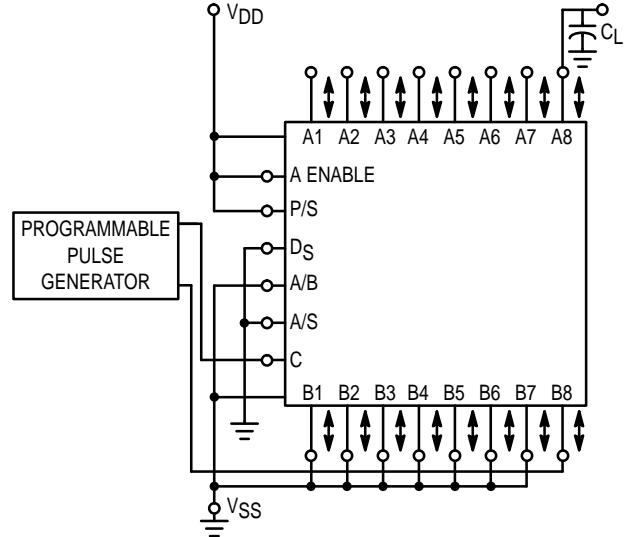 VDD
CL
A1 A2 A3 A4 A5 A6 A7 A8
A ENABLE
P/S
PROGRAMMABLE
PULSE
GENERATOR
DS
A/B
A/S
C
B1 B2 B3 B4 B5 B6 B7 B8
VSS